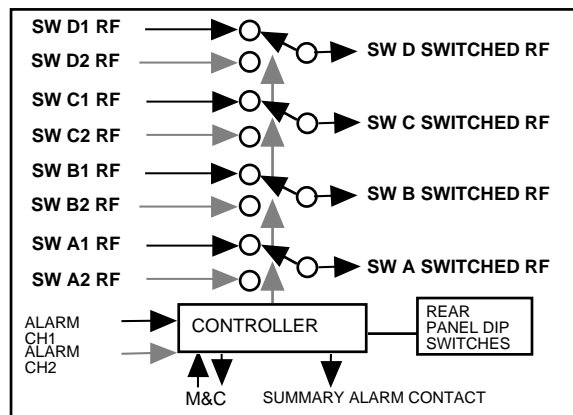 SW D1 RF
SW D2 RF
SW D SWITCHED RF
SW C1 RF
SW C2 RF
SW C SWITCHED RF
SW B1 RF
SW B2 RF
SW B SWITCHED RF
SW A1 RF
SW A2 RF
SW A SWITCHED RF
ALARM
CH1
ALARM
CH2
CONTROLLER
REAR
PANEL DIP
SWITCHES
M&C
SUMMARY ALARM CONTACT